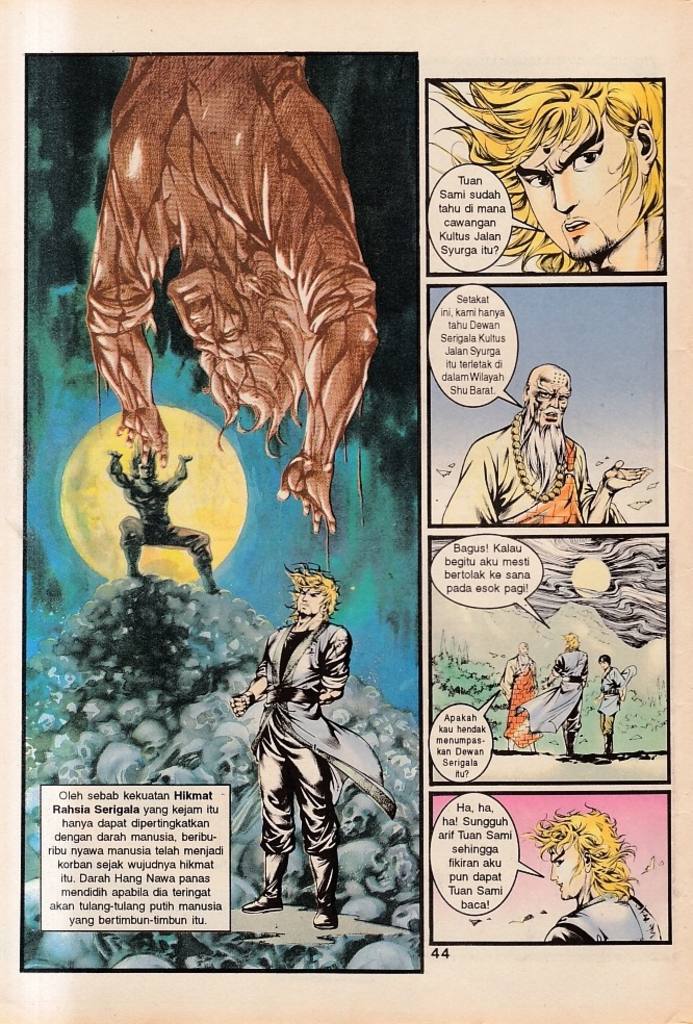 Oleh sebab kekuatan Hikmat
Rahsia Serigala yang kejam itu
hanya dapat dipertingkatkan
dengan darah manusia, beribu-
ribu nyawa manusia telah menjadi
korban sejak wujudnya hikmat
itu. Darah Hang Nawa panas
mendidih apabila dia teringat
akan tulang-tulang putih manusia
yang bertimbun-timbun itu.
Tuan
Sami sudah
tahu di mana
cawangan
Kultus Jalan
Syurga itu?
Setakat
ini, kami hanya
tahu Dewan
Serigala Kultus
Jalan Syurga
itu terletak di
dalam Wilayah
Shu Barat.
Bagus! Kalau
begitu aku mesti
bertolak ke sana
pada esok pagi!
Apakah
kau hendak
menumpas-
kan Dewan
Serigala
itu?
Ha, ha,
ha! Sungguh
arif Tuan Sami
sehingga
fikiran aku
pun dapat
Tuan Sami
baca!
44